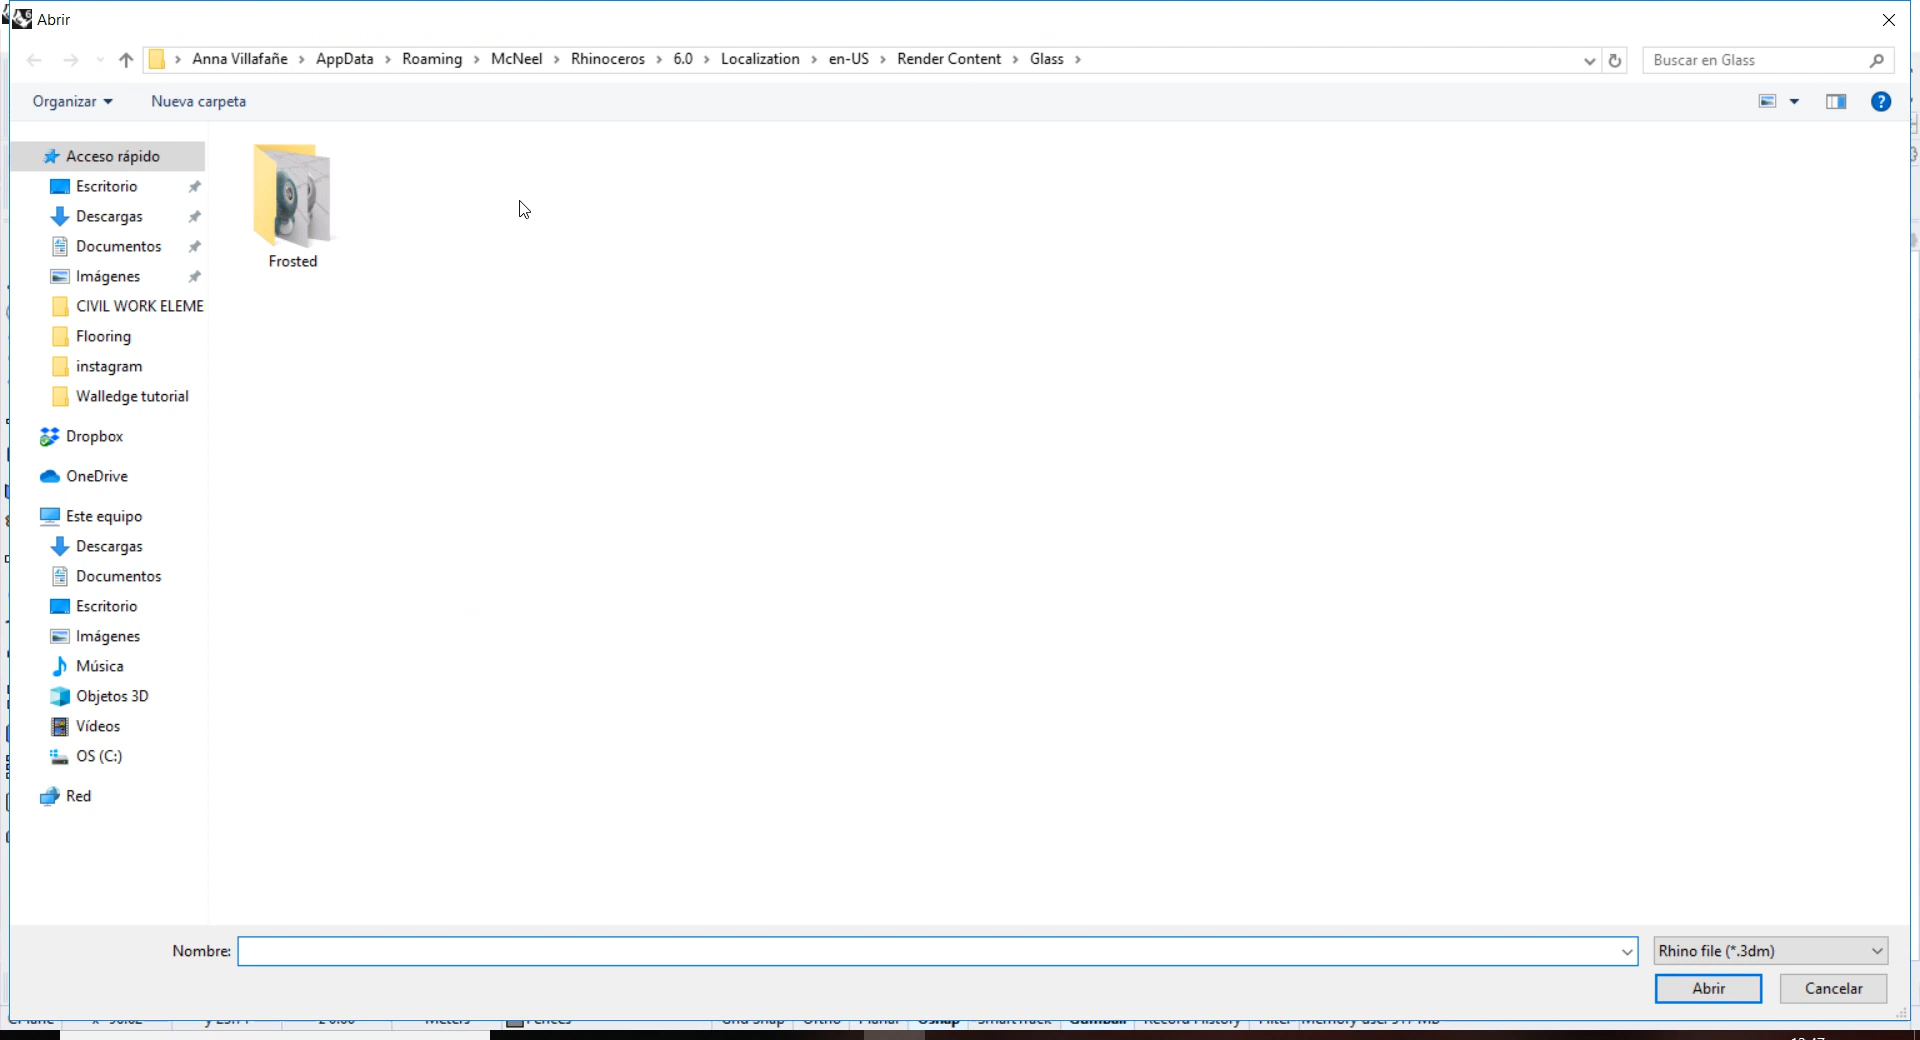 Abrir
Anna Villafañe > AppData > Roaming > McNeel > Rhinoceros > 6.0 > Localization > en-US > Render Content > Glass >
Buscar en Glass
Organizar
Nueva carpeta
Acceso rápido
Escritorio
Descargas
Documentos
Imágenes
CIVIL WORK ELEME
Flooring
instagram
Walledge tutorial
Dropbox
OneDrive
Este equipo
Descargas
Documentos
Escritorio
Imágenes
Música
Objetos 3D
Vídeos
OS (C:)
Red
Frosted
Nombre:
Rhino file (*.3dm)
Abrir
Cancelar